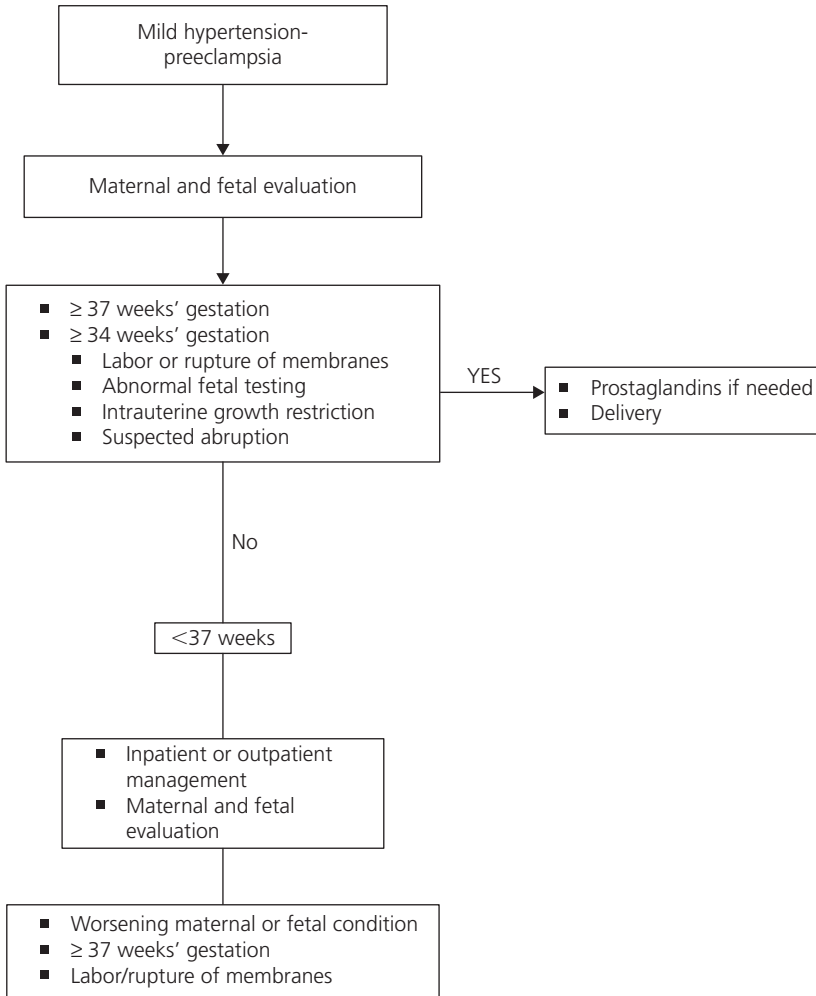 Mild hypertension-
preeclampsia
Maternal and fetal evaluation
■ ≥ 37 weeks’ gestation
■ ≥ 34 weeks’ gestation
■ Labor or rupture of membranes
■ Abnormal fetal testing
■ Intrauterine growth restriction
■ Suspected abruption
YES
■ Prostaglandins if needed
■ Delivery
No
<37 weeks
■ Inpatient or outpatient
management
■ Maternal and fetal
evaluation
■ Worsening maternal or fetal condition
■ ≥ 37 weeks’ gestation
■ Labor/rupture of membranes